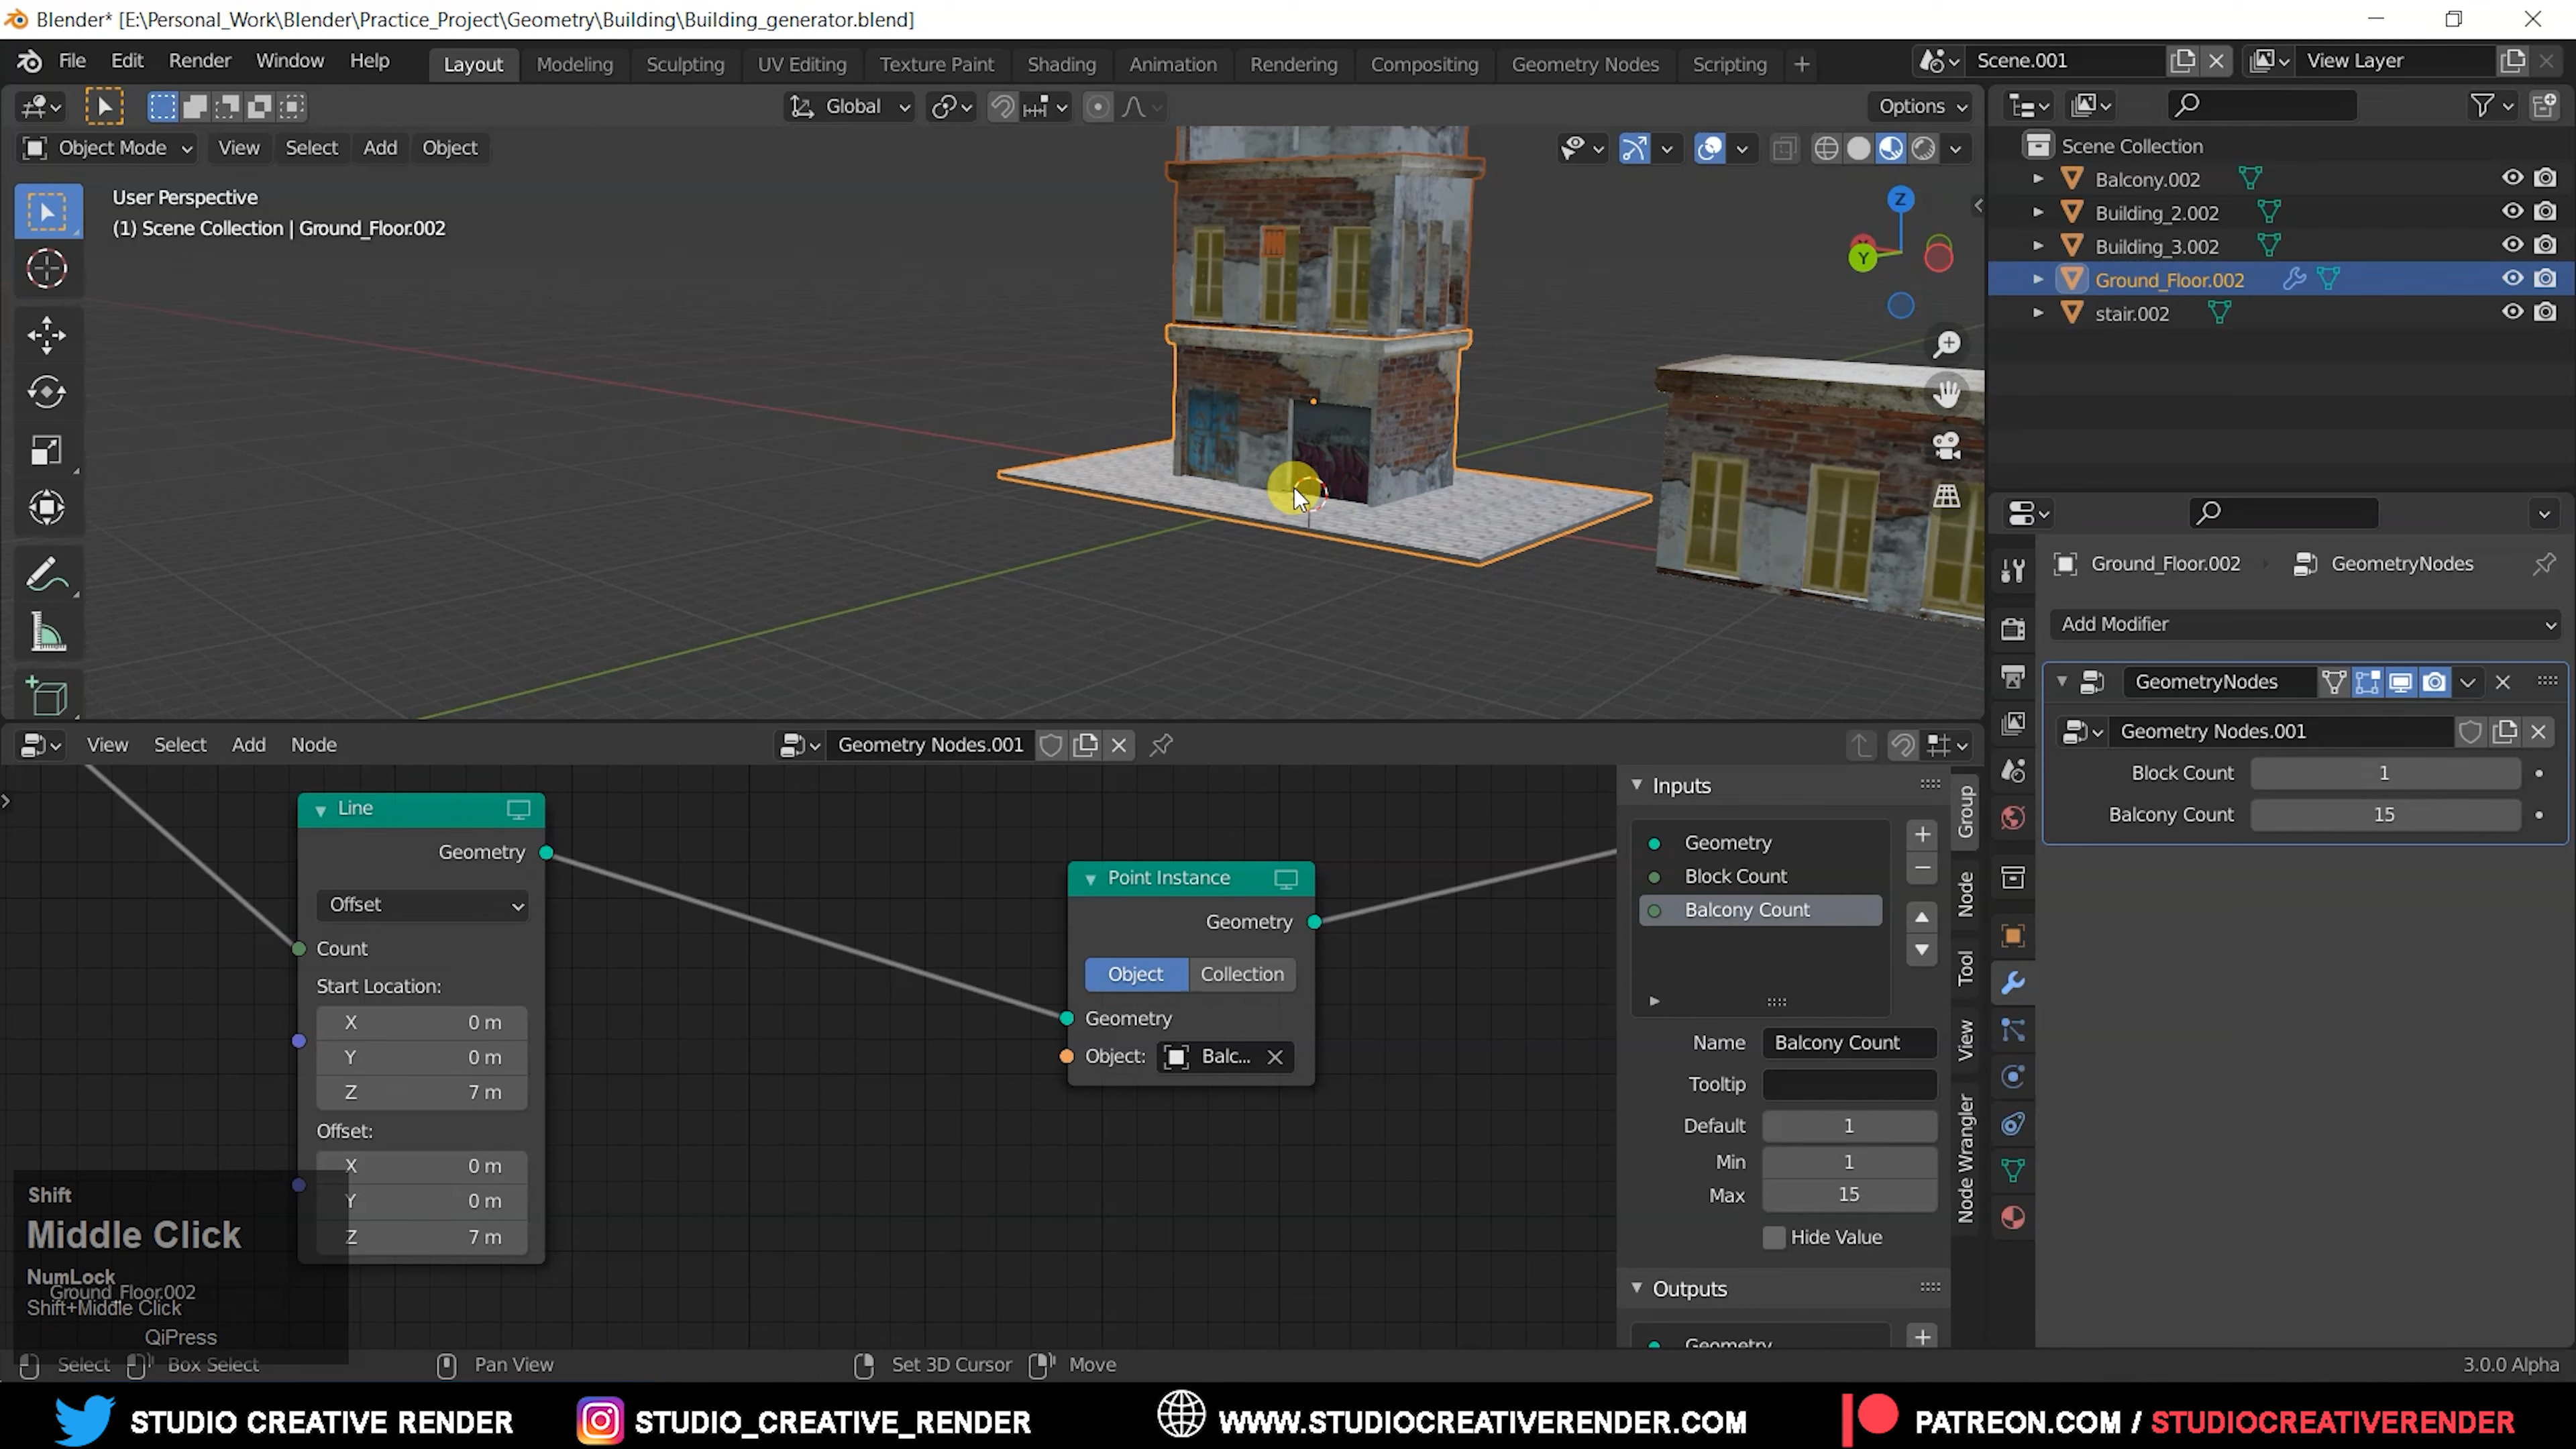 Blender* [E:\Personal_Work\Blender\Practice_Project\Geometry\Building\Building_generator.blend]
File Edit Render Window Help Layout Modeling Sculpting UV Editing Texture Paint Shading Animation Rendering Compositing Geometry Nodes Scripting + Scene.001 View Layer
Global Options
Object Mode View Select Add Object
User Perspective
(1) Scene Collection | Ground_Floor.002
Z
Y
Scene Collection
Balcony.002
Building_2.002
Building_3.002
Ground_Floor.002
stair.002
Ground_Floor.002 GeometryNodes
Add Modifier
GeometryNodes
Geometry Nodes.001
Block Count 1
Balcony Count 15
View Select Add Node Geometry Nodes.001
Line
Geometry
Offset
Count
Start Location:
X 0 m
Y 0 m
Z 7 m
Offset:
X 0 m
Y 0 m
Z 7 m
Point Instance
Geometry
Object Collection
Geometry
Object: Balc...
Inputs
Geometry
Block Count
Balcony Count
Name Balcony Count
Tooltip
Default 1
Min 1
Max 15
Hide Value
Outputs
Geometry
Group
Node
Tool
View
Node Wrangler
Shift
Middle Click
NumLock
Ground_Floor.002
Shift+Middle Click
QiPress
Select Box Select Pan View Set 3D Cursor Move 3.0.0 Alpha
STUDIO CREATIVE RENDER STUDIO_CREATIVE_RENDER WWW.STUDIOCREATIVERENDER.COM PATREON.COM / STUDIOCREATIVERENDER